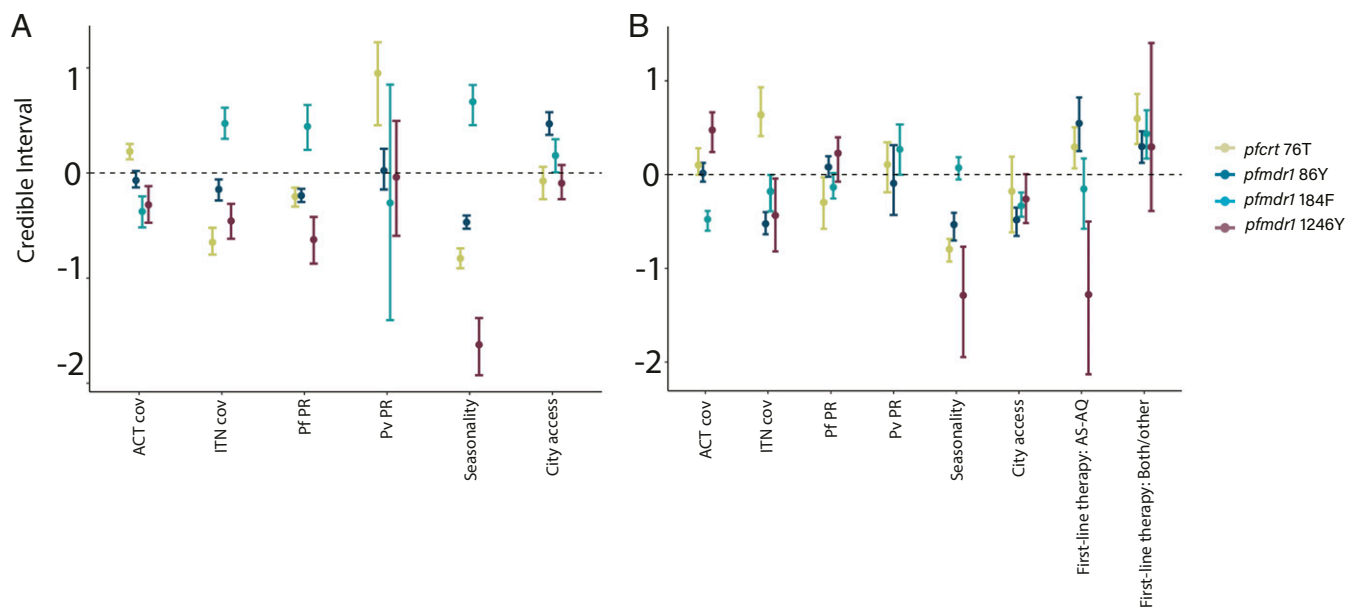 A
Credible Interval
1
0
-1
-2
ACT cov
ITN cov
Pf PR
Pv PR
Seasonality
City access
B
1
0
-1
-2
ACT cov
ITN cov
Pf PR
Pv PR
Seasonality
City access
First-line therapy: AS-AQ
First-line therapy: Both/other
pfcrt 76T
pfmdr1 86Y
pfmdr1 184F
pfmdr1 1246Y